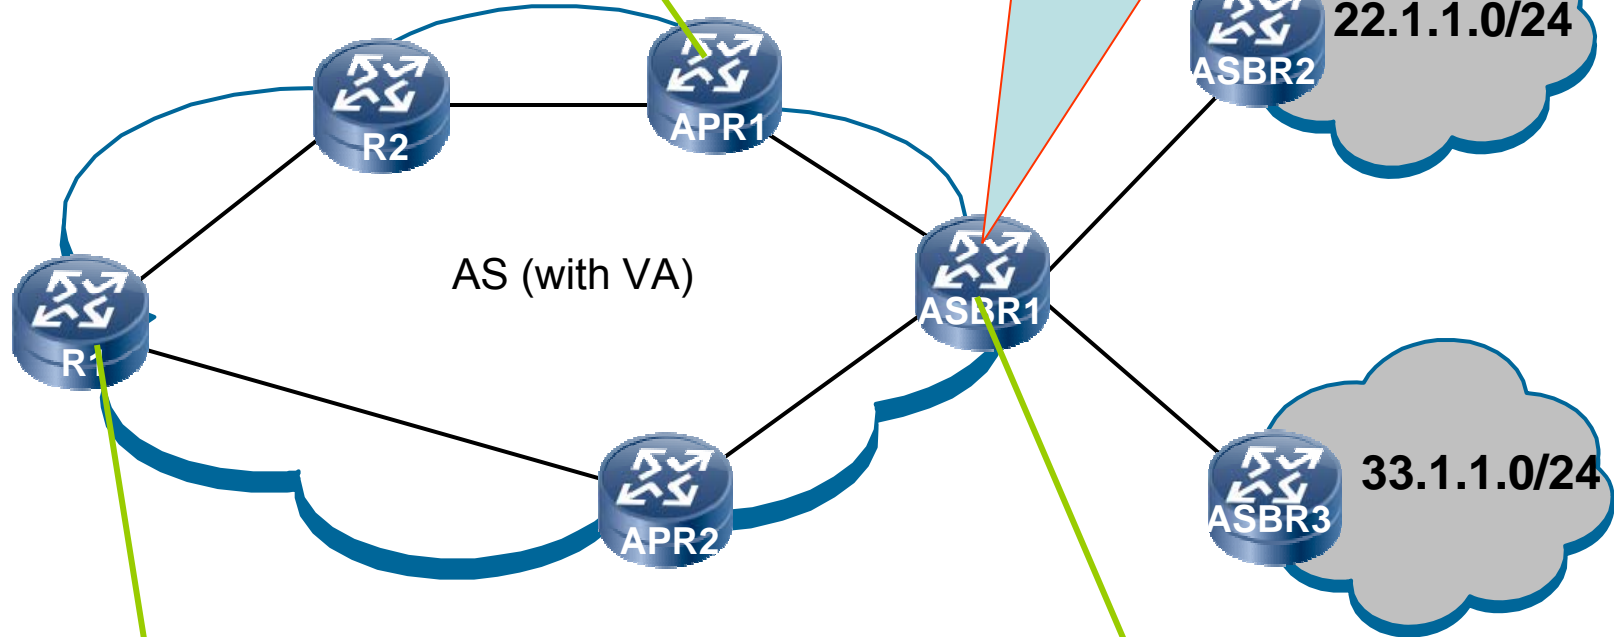 22.1.1.0/24
ASBR2
APR1
R2
AS (with VA)
ASBR1
R1
33.1.1.0/24
ASBR3
APR2